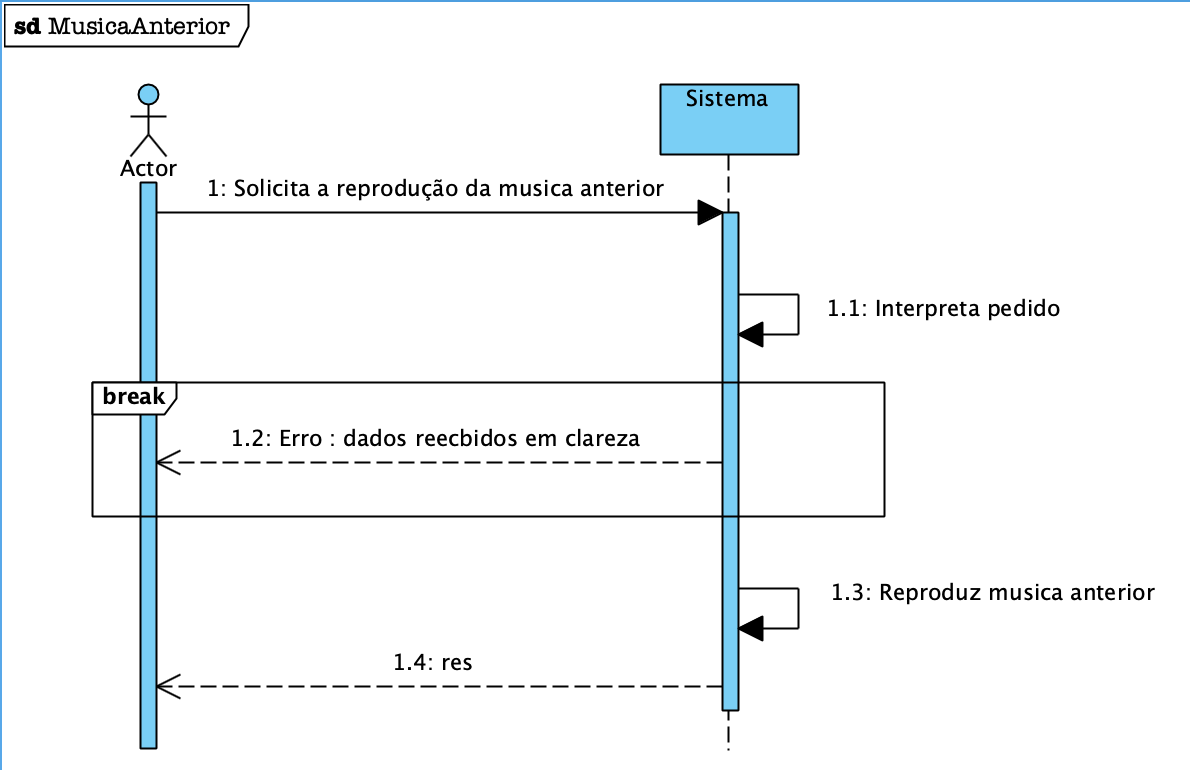 sd MusicaAnterior
Sistema
Actor
1: Solicita a reprodução da musica anterior
1.1: Interpreta pedido
break
1.2: Erro : dados reecbidos em clareza
1.3: Reproduz musica anterior
1.4: res